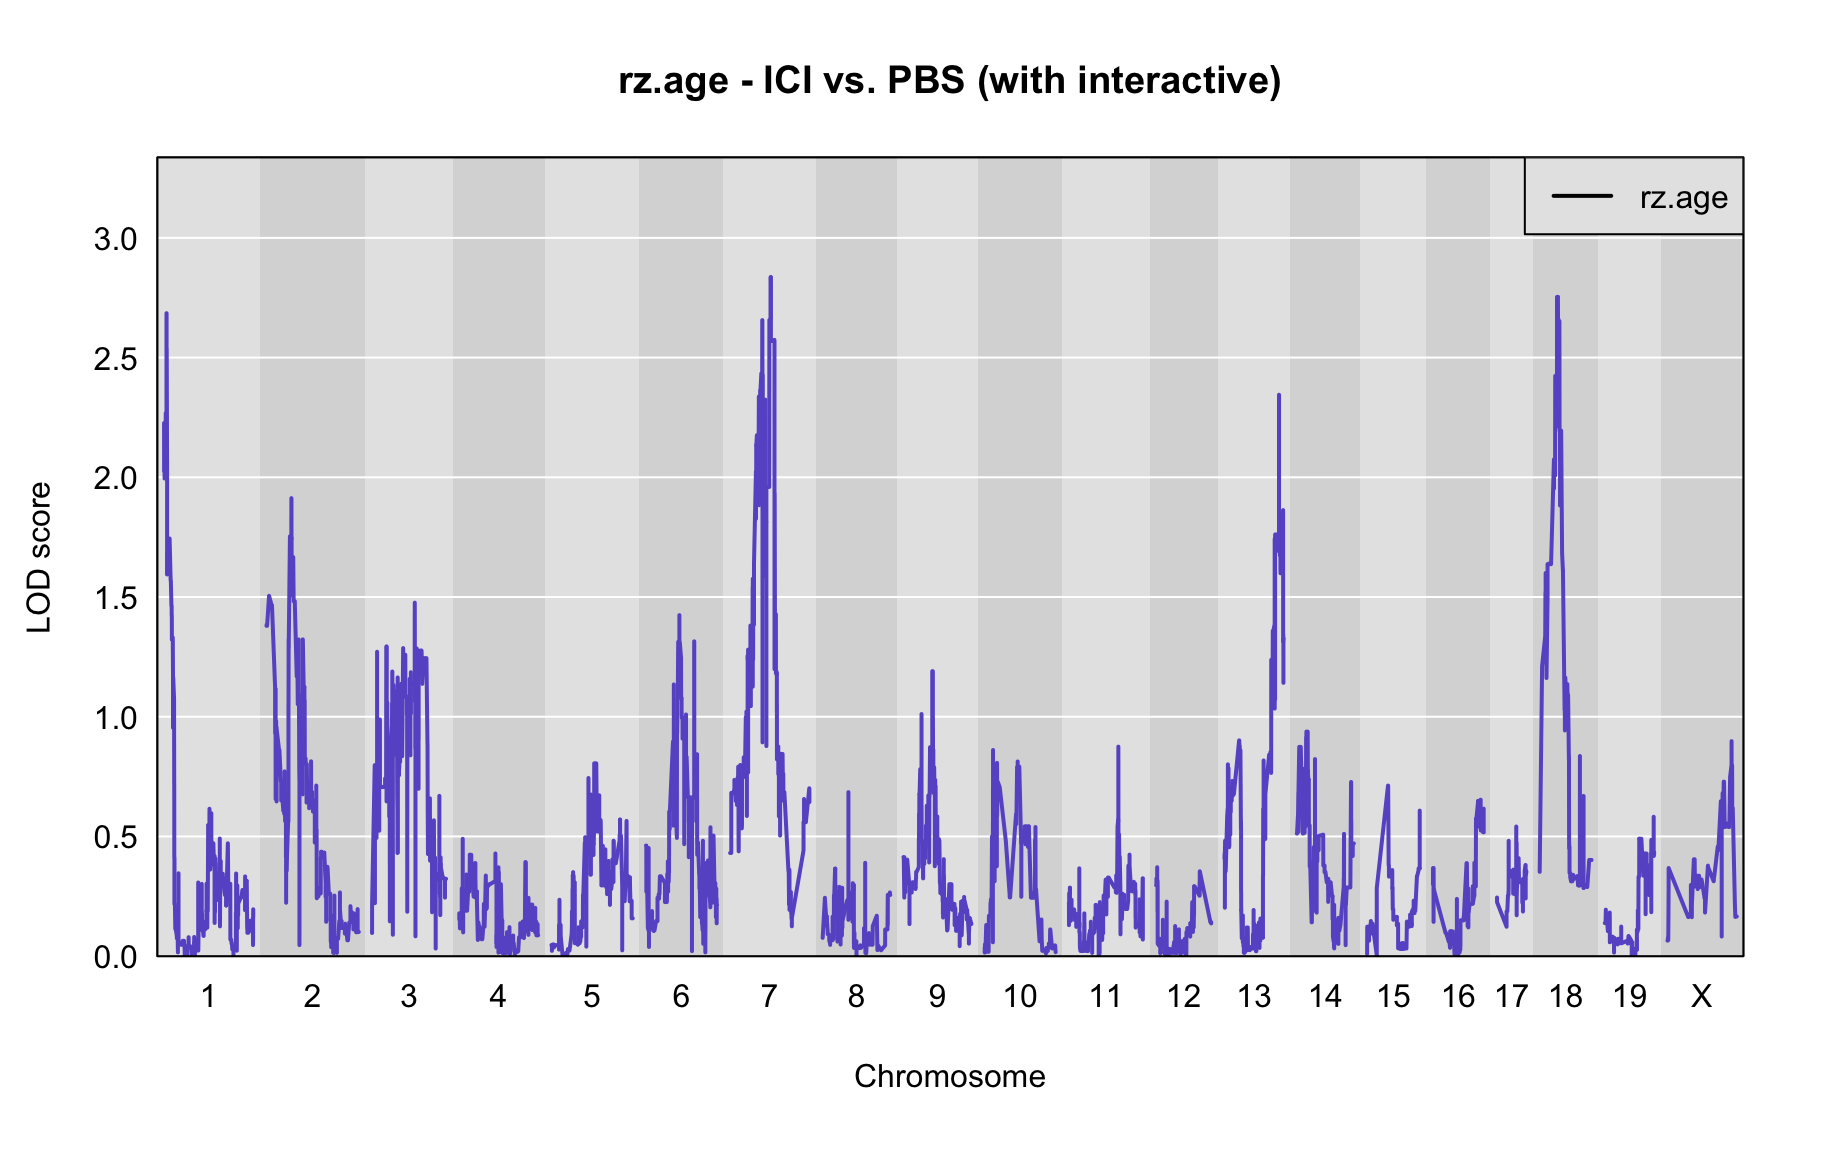 rz.age - ICI vs. PBS (with interactive)
rz.age
3.0
2.5
2.0
1.5
1.0
0.5
0.0
LOD score
1 2 3 4 5 6 7 8 9 10 11 12 13 14 15 16 17 18 19 X
Chromosome